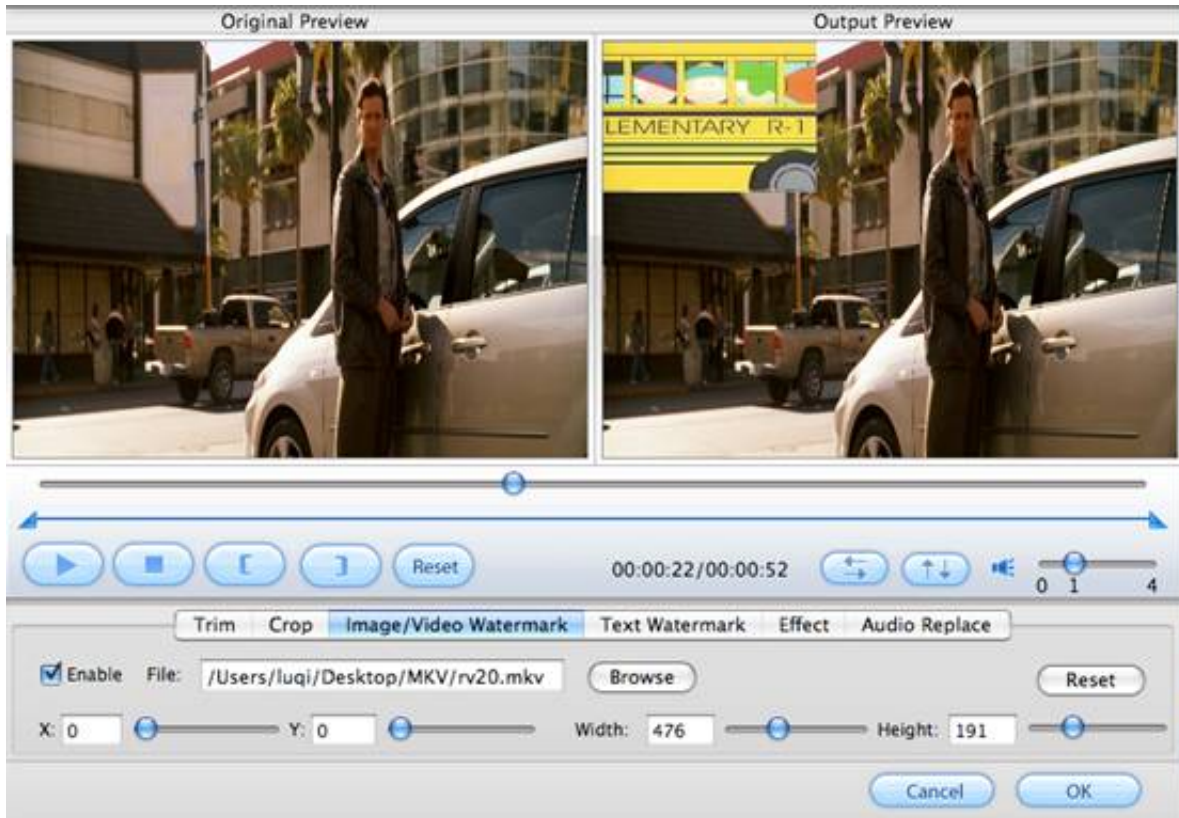 Original Preview
Output Preview
LEMENTARY R-1
Reset
00:00:22/00:00:52
0 1 4
Trim Crop Image/Video Watermark Text Watermark Effect Audio Replace
Enable File: /Users/luqi/Desktop/MKV/rv20.mkv Browse Reset
X: 0 Y: 0 Width: 476 Height: 191
Cancel OK